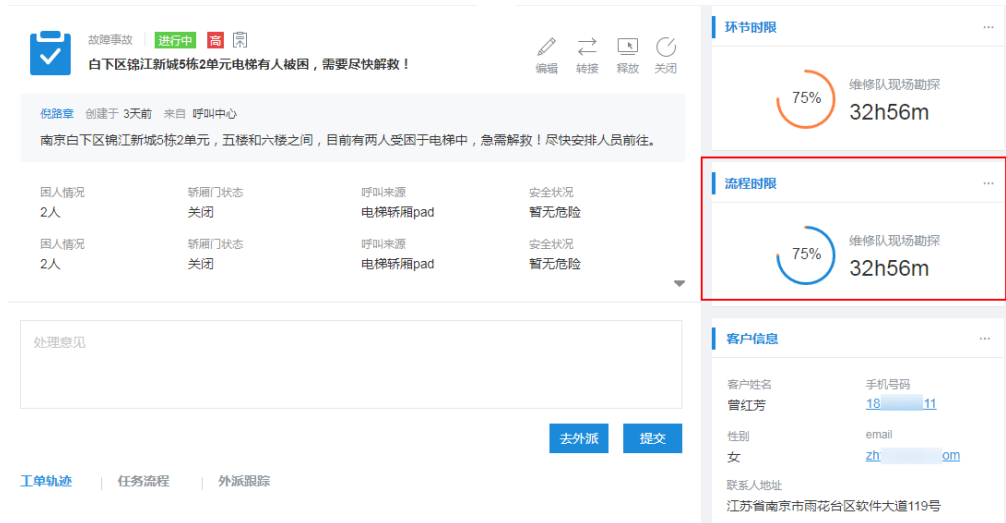 故障事故 进行中 高
白下区锦江新城5栋2单元电梯有人被困，需要尽快解救！
编辑 转接 释放 关闭
倪路章 创建于 3天前 来自 呼叫中心
南京白下区锦江新城5栋2单元，五楼和六楼之间，目前有两人受困于电梯中，急需解救！尽快安排人员前往。
困人情况 轿厢门状态 呼叫来源 安全状况
2人 关闭 电梯轿厢pad 暂无危险
困人情况 轿厢门状态 呼叫来源 安全状况
2人 关闭 电梯轿厢pad 暂无危险
处理意见
去外派 提交
工单轨迹 任务流程 外派跟踪
环节时限 ...
75%
维修队现场勘探
32h56m
流程时限 ...
75%
维修队现场勘探
32h56m
客户信息 ...
客户姓名 手机号码
曾红芳 18 11
性别 email
女 zh om
联系人地址
江苏省南京市雨花台区软件大道119号